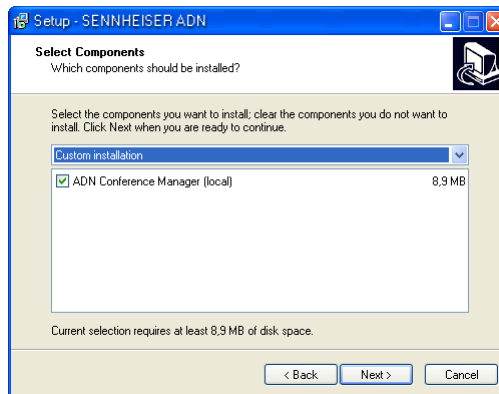 Setup - SENNHEISER ADN
Select Components
Which components should be installed?
Select the components you want to install; clear the components you do not want to
install. Click Next when you are ready to continue.
Custom installation
ADN Conference Manager (local) 8,9 MB
Current selection requires at least 8,9 MB of disk space.
< Back Next > Cancel